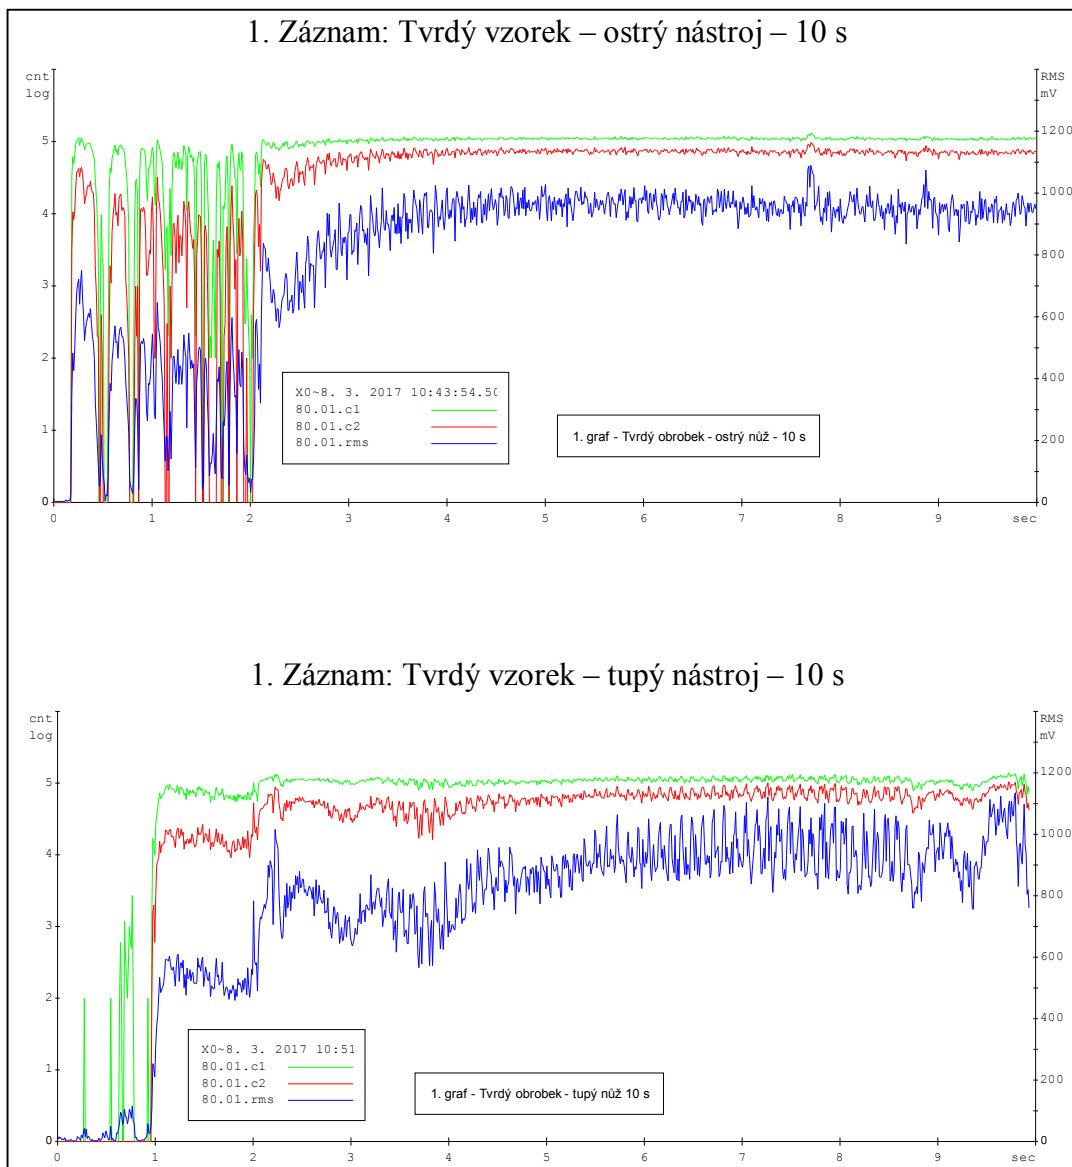 1. Záznam: Tvrdý vzorek – ostrý nástroj – 10 s
cnt
log
RMS
mV
5
4
3
2
1
0
1200
1000
800
600
400
200
0
X0~8. 3. 2017 10:43:54.50
80.01.c1
80.01.c2
80.01.rms
1. graf - Tvrdý obrobek - ostrý nůž - 10 s
0 1 2 3 4 5 6 7 8 9 sec
1. Záznam: Tvrdý vzorek – tupý nástroj – 10 s
cnt
log
RMS
mV
5
4
3
2
1
0
1200
1000
800
600
400
200
0
X0~8. 3. 2017 10:51
80.01.c1
80.01.c2
80.01.rms
1. graf - Tvrdý obrobek - tupý nůž 10 s
0 1 2 3 4 5 6 7 8 9 sec